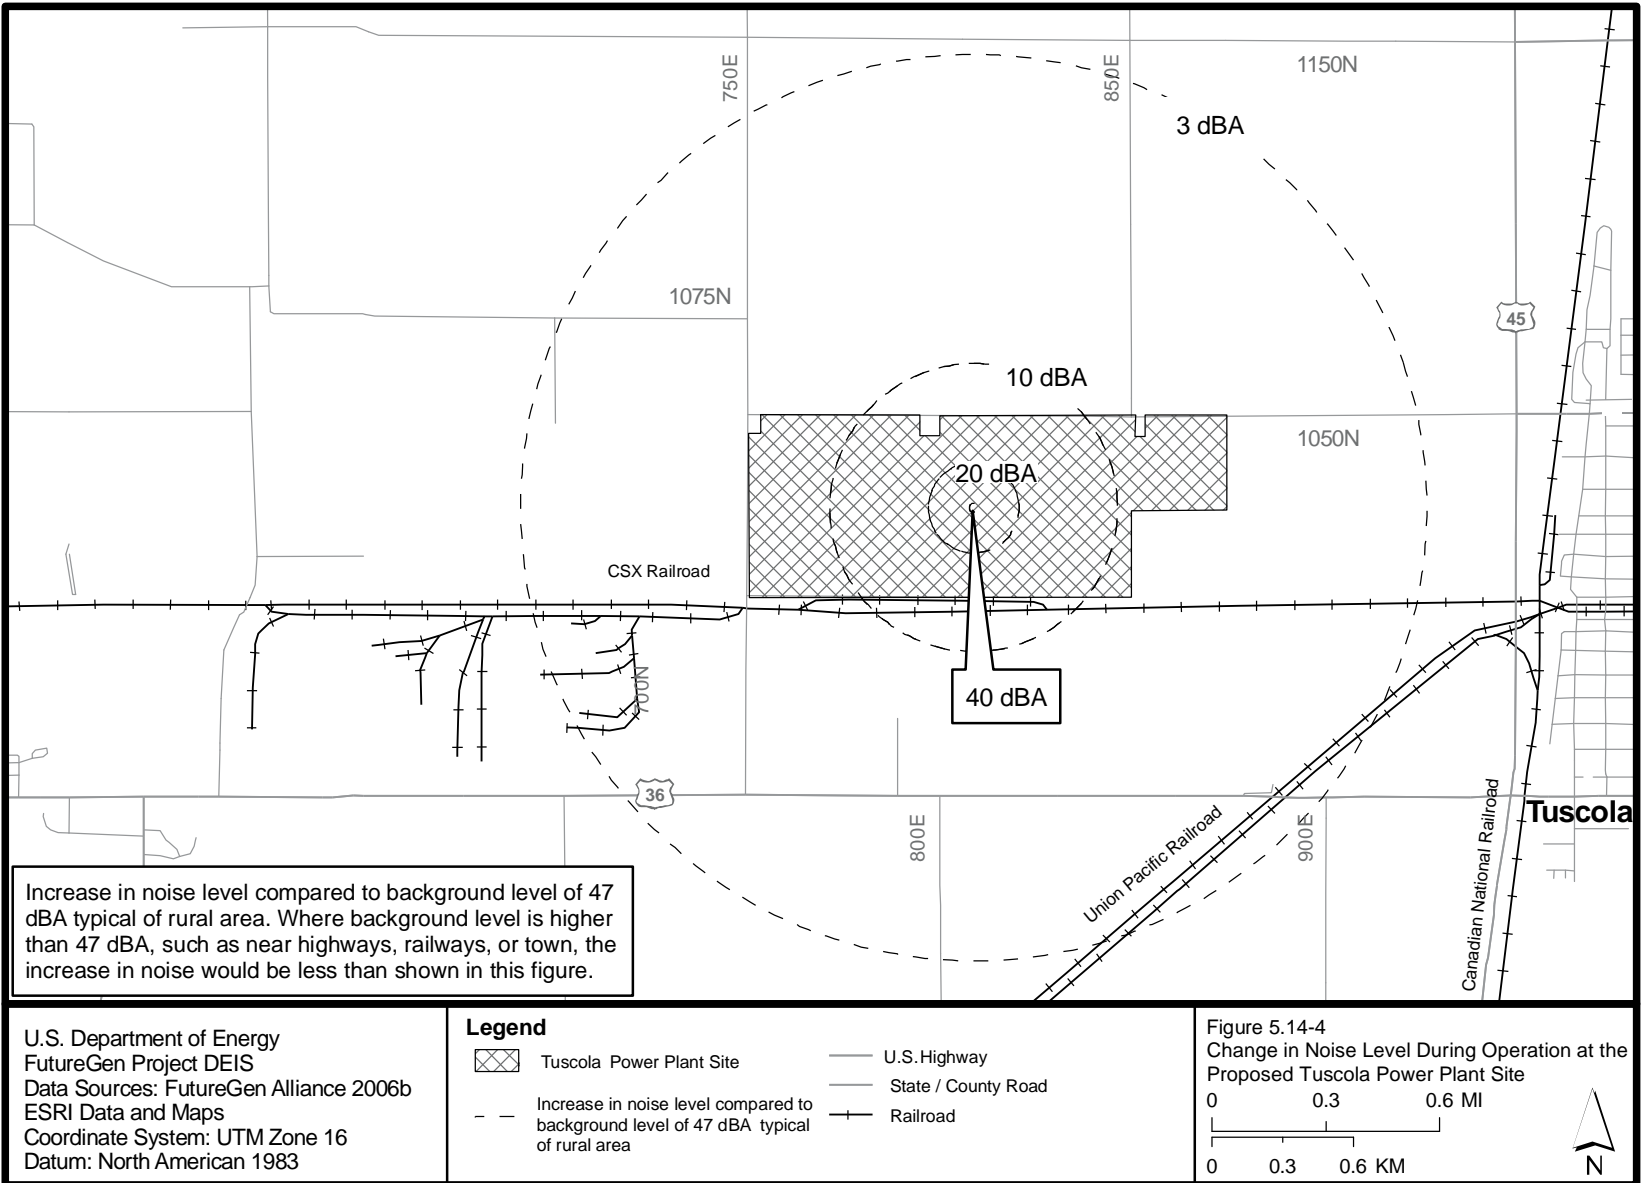 750E
850E
1150N
3 dBA
1075N
45
10 dBA
1050N
20 dBA
CSX Railroad
700N
40 dBA
36
800E
Union Pacific Railroad
900E
Canadian National Railroad
Tuscola
Increase in noise level compared to background level of 47
dBA typical of rural area. Where background level is higher
than 47 dBA, such as near highways, railways, or town, the
increase in noise would be less than shown in this figure.
U.S. Department of Energy
FutureGen Project DEIS
Data Sources: FutureGen Alliance 2006b
ESRI Data and Maps
Coordinate System: UTM Zone 16
Datum: North American 1983
Legend
Tuscola Power Plant Site
Increase in noise level compared to
background level of 47 dBA typical
of rural area
U.S. Highway
State / County Road
Railroad
Figure 5.14-4
Change in Noise Level During Operation at the
Proposed Tuscola Power Plant Site
0 0.3 0.6 MI
0 0.3 0.6 KM
N